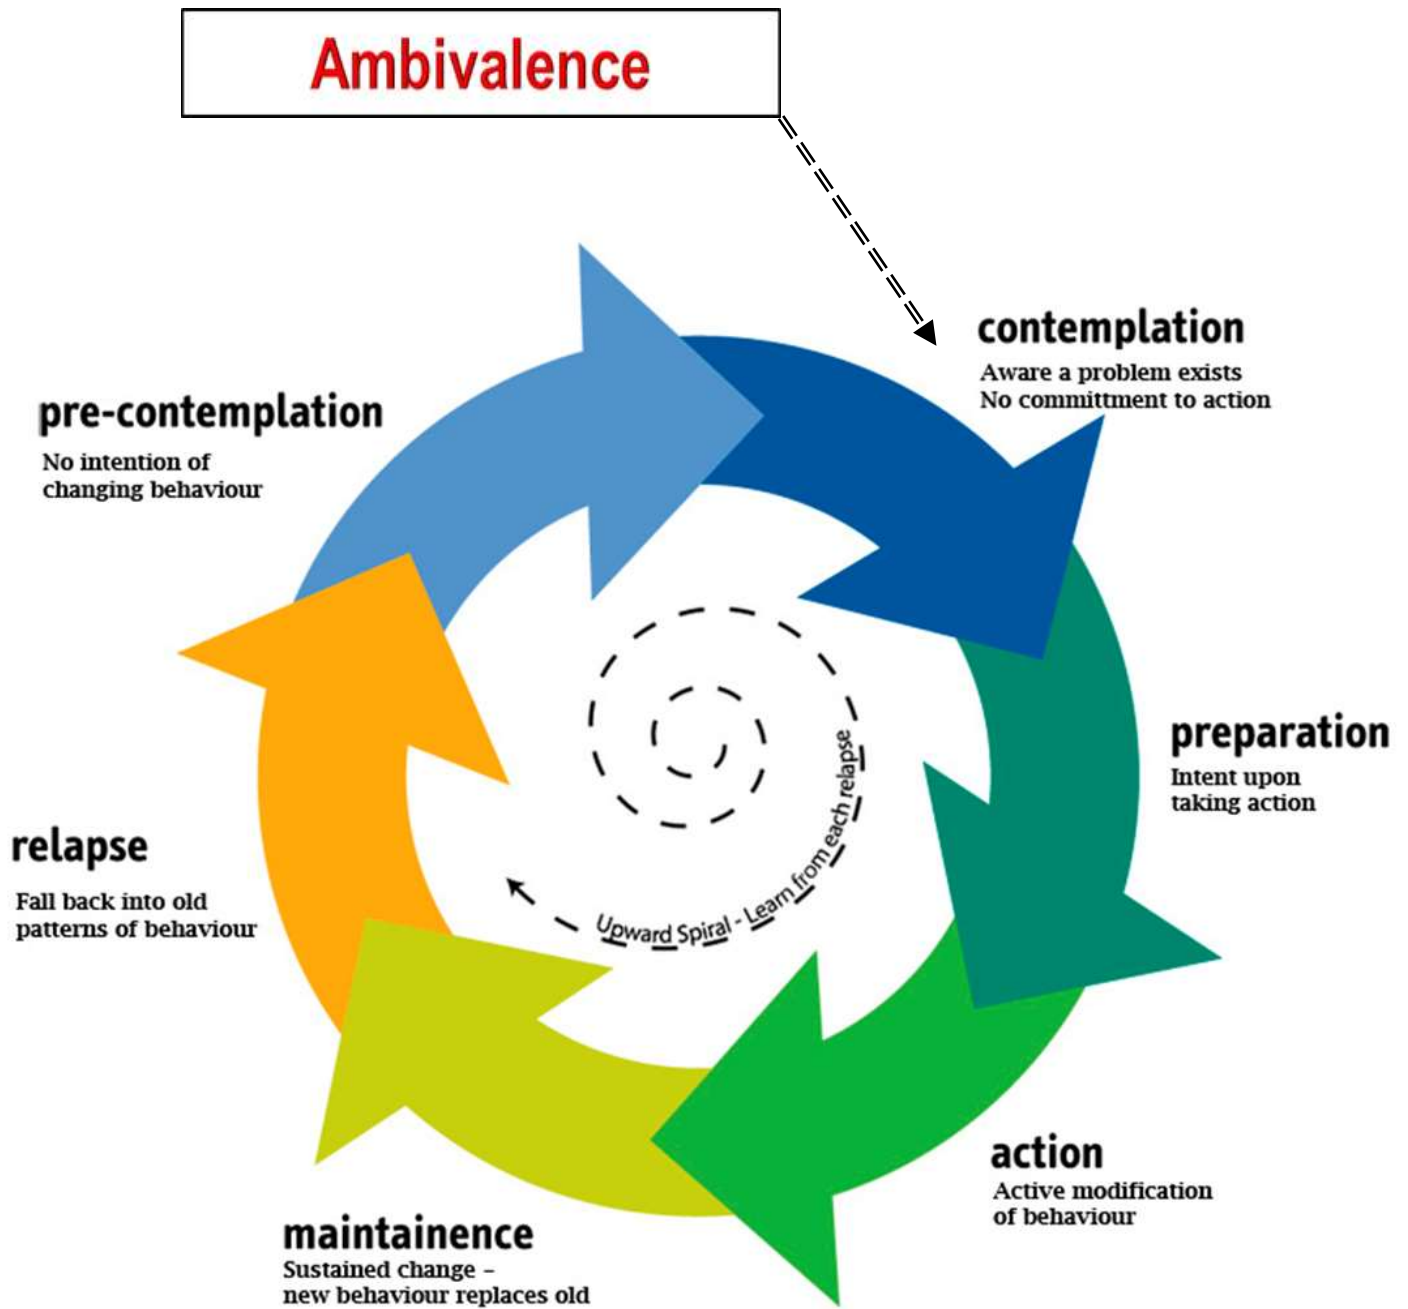 Ambivalence
contemplation
Aware a problem exists
No committment to action
pre-contemplation
No intention of
changing behaviour
preparation
Intent upon
taking action
Upward Spiral - Learn from each relapse
relapse
Fall back into old
patterns of behaviour
action
Active modification
of behaviour
maintainence
Sustained change –
new behaviour replaces old